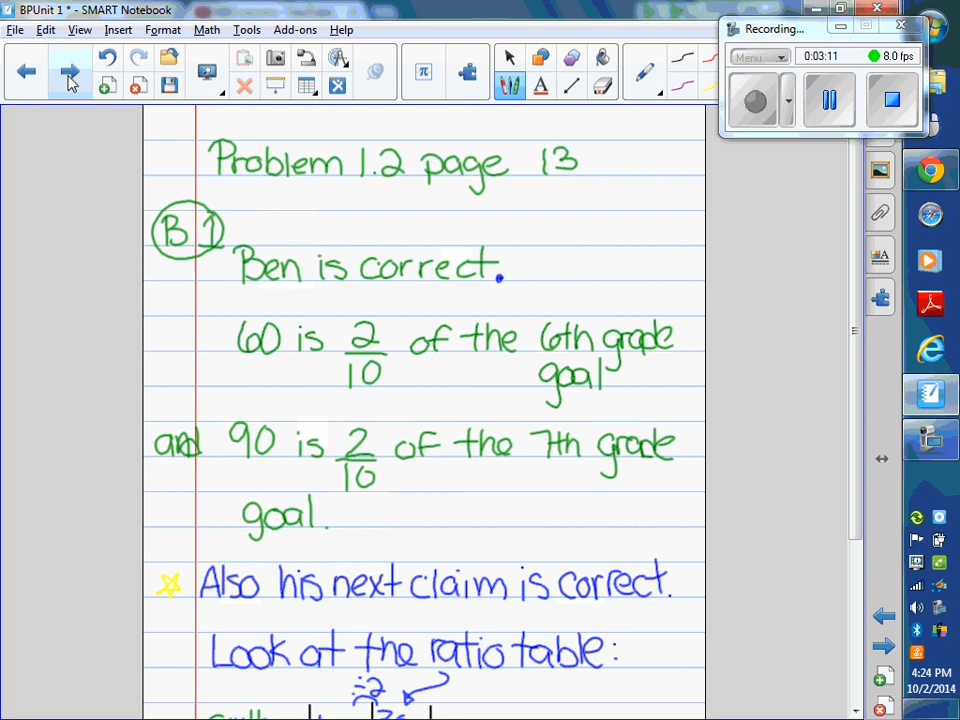 BPUnit 1 * - SMART Notebook
File Edit View Insert Format Math Tools Add-ons Help
Recording...
Menu 0:03:11 8.0 fps
Problem 1.2 page 13
B 1
Ben is correct.
60 is 2/10 of the 6th grade
goal
and 90 is 2/10 of the 7th grade
goal.
Also his next claim is correct.
Look at the ratio table:
÷2
4:24 PM
10/2/2014